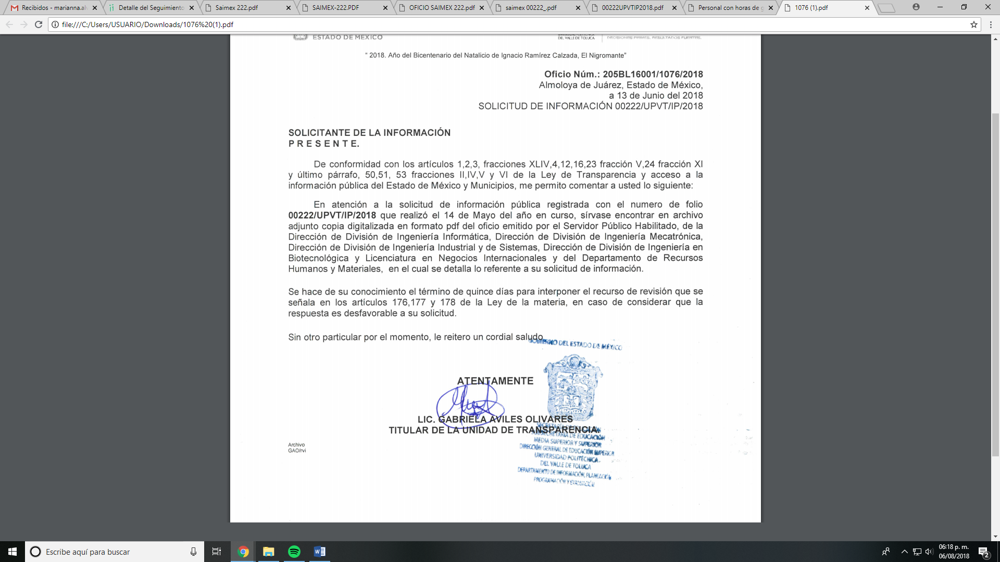 Recibidos - marianna.al
Detalle del Seguimiento
Saimex 222.pdf
SAIMEX-222.PDF
OFICIO SAIMEX 222.pdf
saimex 00222_.pdf
00222UPVTIP2018.pdf
Personal con horas de g
1076 (1).pdf
file:///C:/Users/USUARIO/Downloads/1076%20(1).pdf
ESTADO DE MÉXICO
DEL VALLE DE TOLUCA
DECISIONES FIRMES, RESULTADOS FUERTES.
“ 2018. Año del Bicentenario del Natalicio de Ignacio Ramírez Calzada, El Nigromante”
Oficio Núm.: 205BL16001/1076/2018
Almoloya de Juárez, Estado de México,
a 13 de Junio del 2018
SOLICITUD DE INFORMACIÓN 00222/UPVT/IP/2018
SOLICITANTE DE LA INFORMACIÓN
P R E S E N T E.
De conformidad con los artículos 1,2,3, fracciones XLIV,4,12,16,23 fracción V,24 fracción XI
y último párrafo, 50,51, 53 fracciones II,IV,V y VI de la Ley de Transparencia y acceso a la
información pública del Estado de México y Municipios, me permito comentar a usted lo siguiente:
En atención a la solicitud de información pública registrada con el numero de folio
00222/UPVT/IP/2018 que realizó el 14 de Mayo del año en curso, sírvase encontrar en archivo
adjunto copia digitalizada en formato pdf del oficio emitido por el Servidor Público Habilitado, de la
Dirección de División de Ingeniería Informática, Dirección de División de Ingeniería Mecatrónica,
Dirección de División de Ingeniería Industrial y de Sistemas, Dirección de División de Ingeniería en
Biotecnológica y Licenciatura en Negocios Internacionales y del Departamento de Recursos
Humanos y Materiales, en el cual se detalla lo referente a su solicitud de información.
Se hace de su conocimiento el término de quince días para interponer el recurso de revisión que se
señala en los artículos 176,177 y 178 de la Ley de la materia, en caso de considerar que la
respuesta es desfavorable a su solicitud.
Sin otro particular por el momento, le reitero un cordial saludo
GOBIERNO DEL ESTADO DE MÉXICO
ATENTAMENTE
LIC. GABRIELA AVILES OLIVARES
TITULAR DE LA UNIDAD DE TRANSPARENCIA.
SECRETARÍA DE EDUCACIÓN
SUBSECRETARÍA DE EDUCACIÓN
MEDIA SUPERIOR Y SUPERIOR
DIRECCIÓN GENERAL DE EDUCACIÓN SUPERIOR
UNIVERSIDAD POLITÉCNICA
DEL VALLE DE TOLUCA
DEPARTAMENTO DE INFORMACIÓN, PLANEACIÓN,
PROGRAMACIÓN Y EVALUACIÓN
Archivo
GAO/rvi
Escribe aquí para buscar
06:18 p. m.
06/08/2018
2